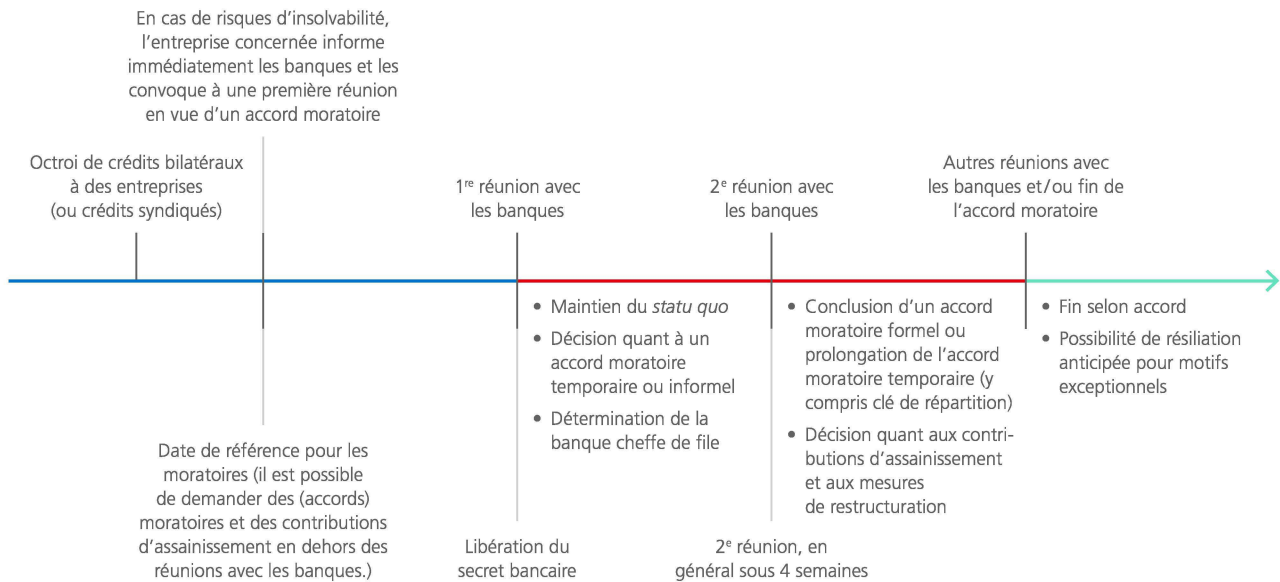 En cas de risques d’insolvabilité,
l’entreprise concernée informe
immédiatement les banques et les
convoque à une première réunion
en vue d’un accord moratoire
Octroi de crédits bilatéraux
à des entreprises
(ou crédits syndiqués)
1re réunion avec
les banques
2e réunion avec
les banques
Autres réunions avec
les banques et/ou fin de
l’accord moratoire
• Maintien du statu quo
• Décision quant à un
accord moratoire
temporaire ou informel
• Détermination de la
banque cheffe de file
• Conclusion d’un accord
moratoire formel ou
prolongation de l’accord
moratoire temporaire (y
compris clé de répartition)
• Décision quant aux contri-
butions d’assainissement
et aux mesures
de restructuration
• Fin selon accord
• Possibilité de résiliation
anticipée pour motifs
exceptionnels
Date de référence pour les
moratoires (il est possible
de demander des (accords)
moratoires et des contributions
d’assainissement en dehors des
réunions avec les banques.)
Libération du
secret bancaire
2e réunion, en
général sous 4 semaines